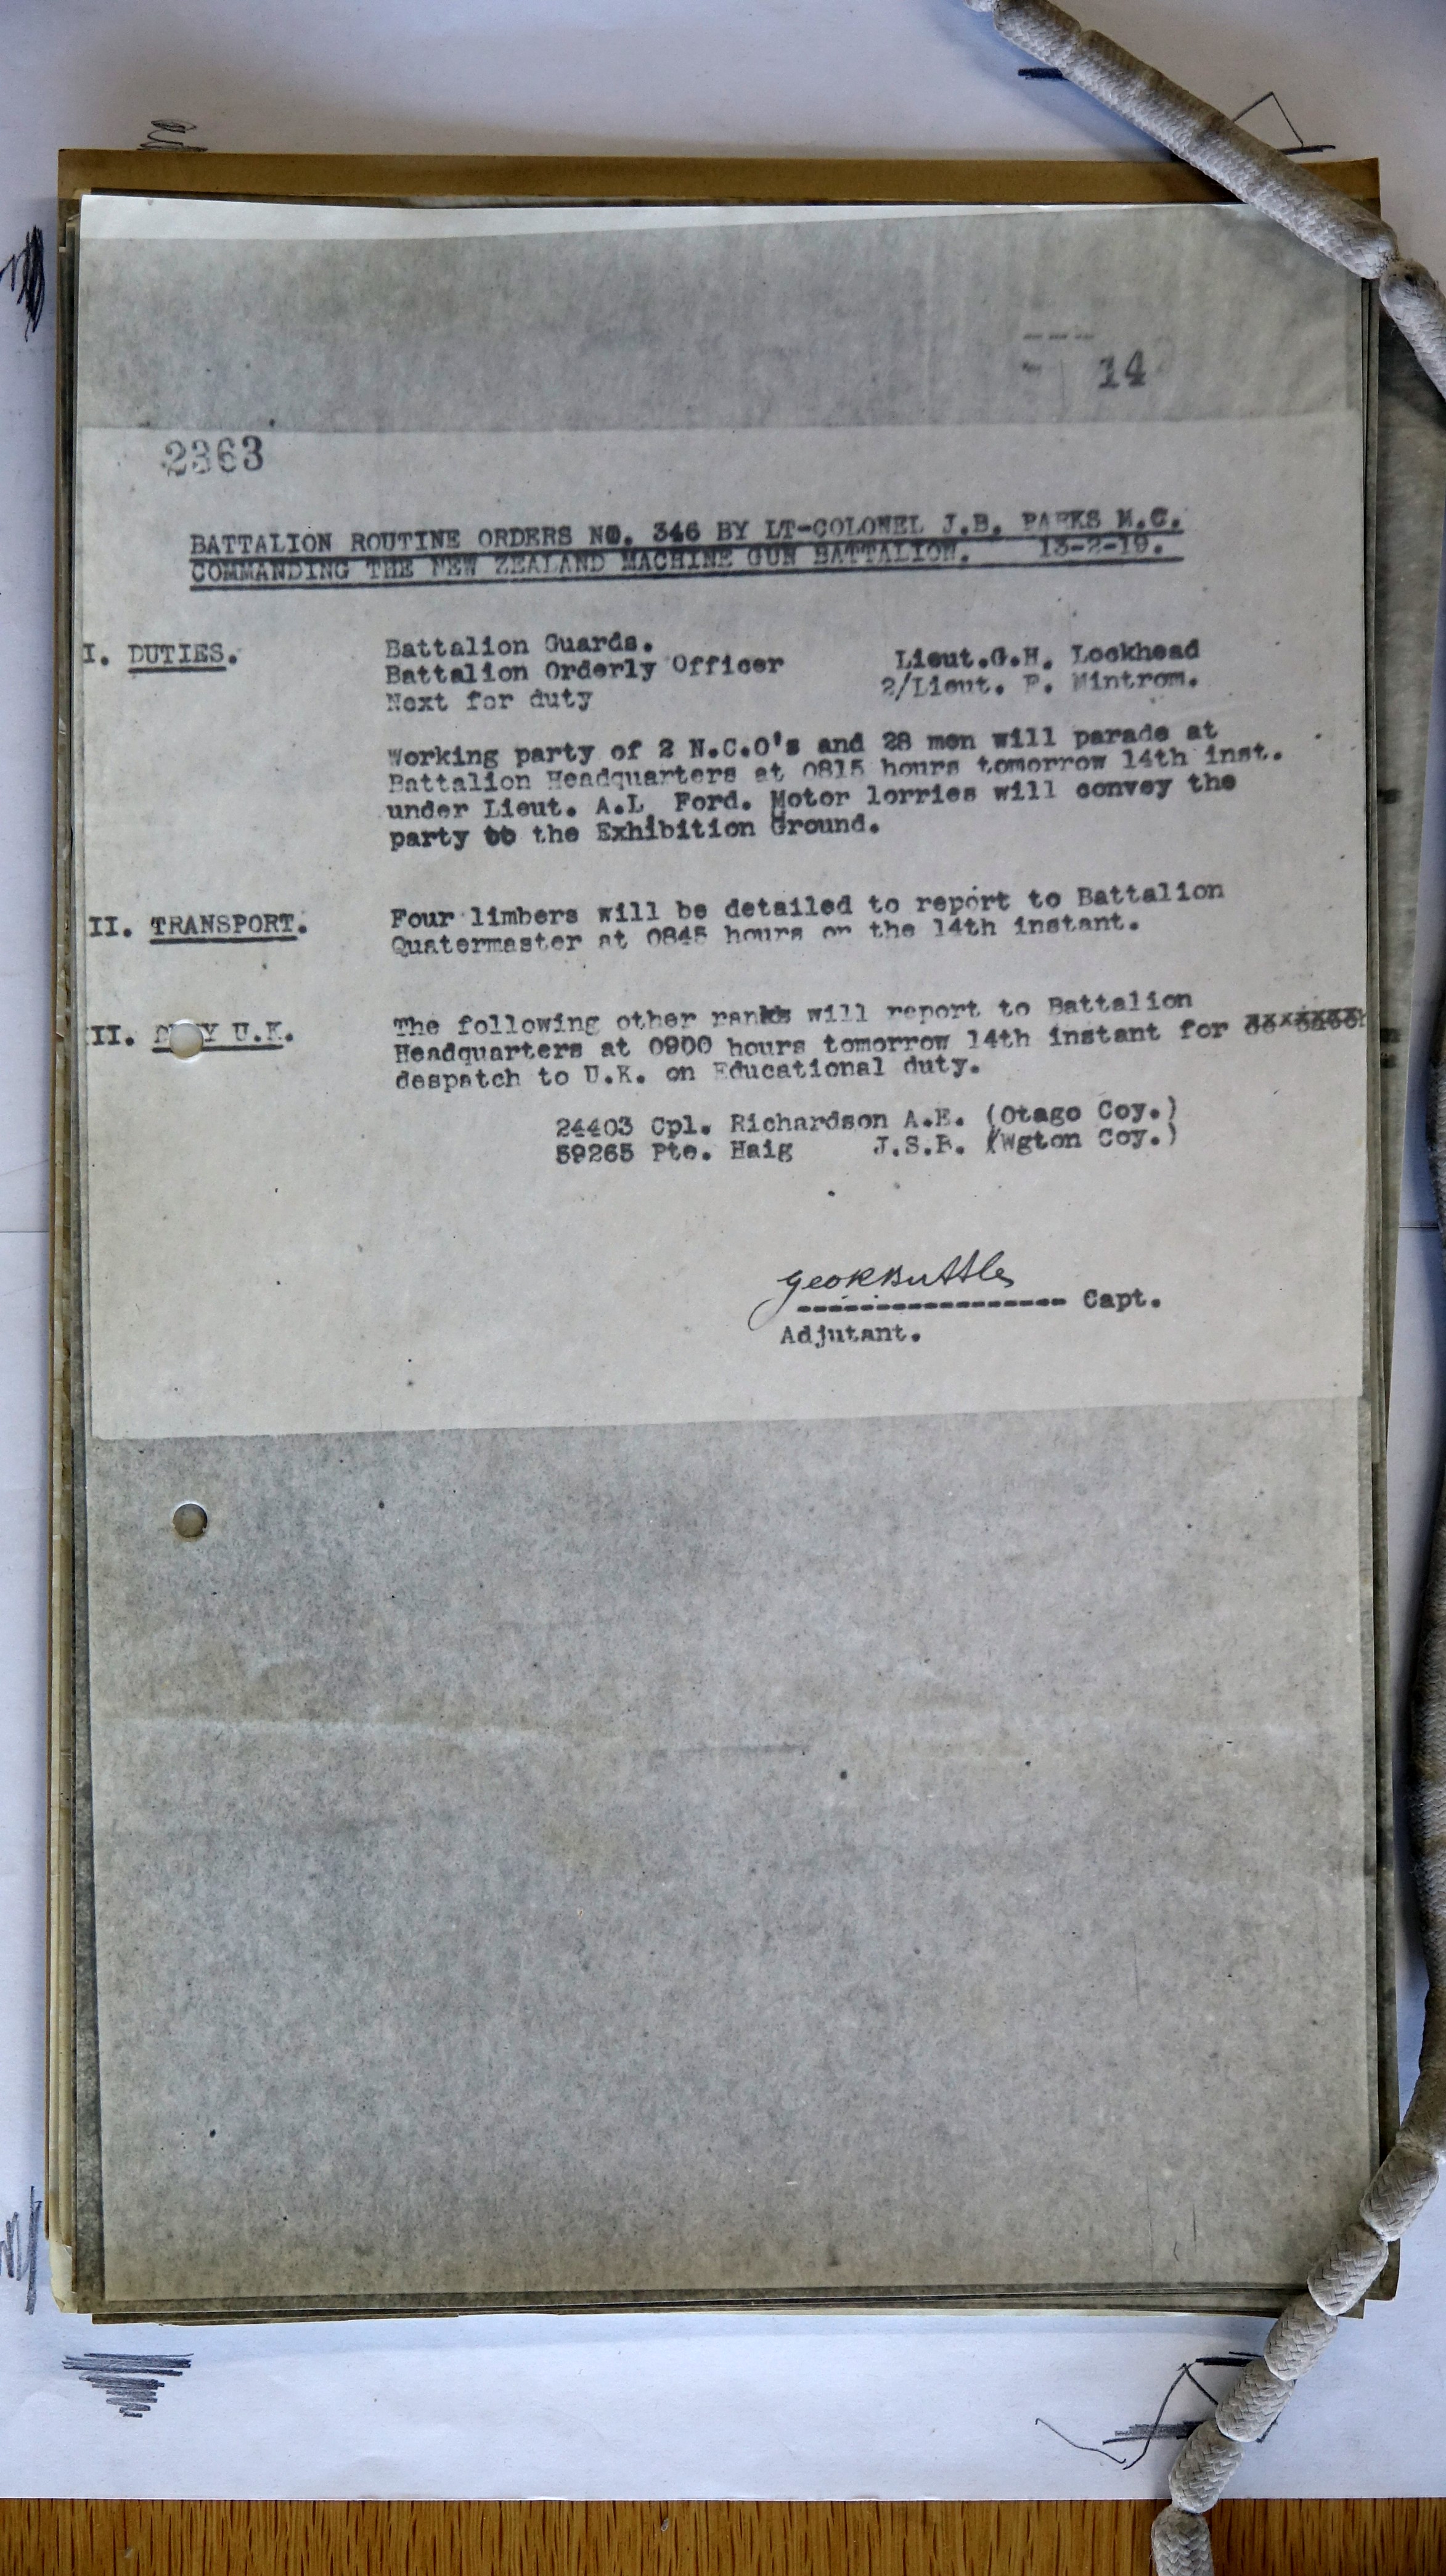 14
2363
BATTALION ROUTINE ORDERS NO. 346 BY LT-COLONEL J.B. PARKS M.C.
COMMANDING THE NEW ZEALAND MACHINE GUN BATTALION. 13-2-19.
I. DUTIES. Battalion Guards.
Battalion Orderly Officer Lieut.G.H. Lockhead
Next for duty 2/Lieut. F. Mintrom.
Working party of 2 N.C.O's and 28 men will parade at
Battalion Headquarters at 0815 hours tomorrow 14th inst.
under Lieut. A.L Ford. Motor lorries will convey the
party to the Exhibition Ground.
II. TRANSPORT. Four limbers will be detailed to report to Battalion
Quatermaster at 0845 hours on the 14th instant.
II. D Y U.K. The following other ranks will report to Battalion
Headquarters at 0900 hours tomorrow 14th instant for
despatch to U.K. on Educational duty.
24403 Cpl. Richardson A.E. (Otago Coy.)
59265 Pte. Haig J.S.B. (Wgton Coy.)
Geo R Buttle
Capt.
Adjutant.